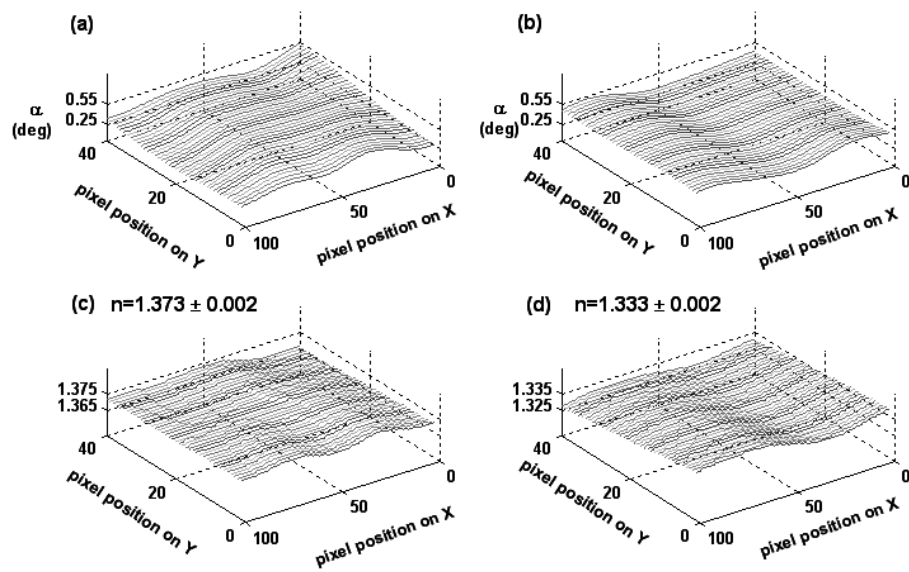 (a)
α
(deg)
0.55
0.25
40
20
0
100
50
0
pixel position on Y
pixel position on X
(b)
α
(deg)
0.55
0.25
40
20
0
100
50
0
pixel position on Y
pixel position on X
(c) n=1.373 ± 0.002
1.375
1.365
40
20
0
100
50
0
pixel position on Y
pixel position on X
(d) n=1.333 ± 0.002
1.335
1.325
40
20
0
100
50
0
pixel position on Y
pixel position on X